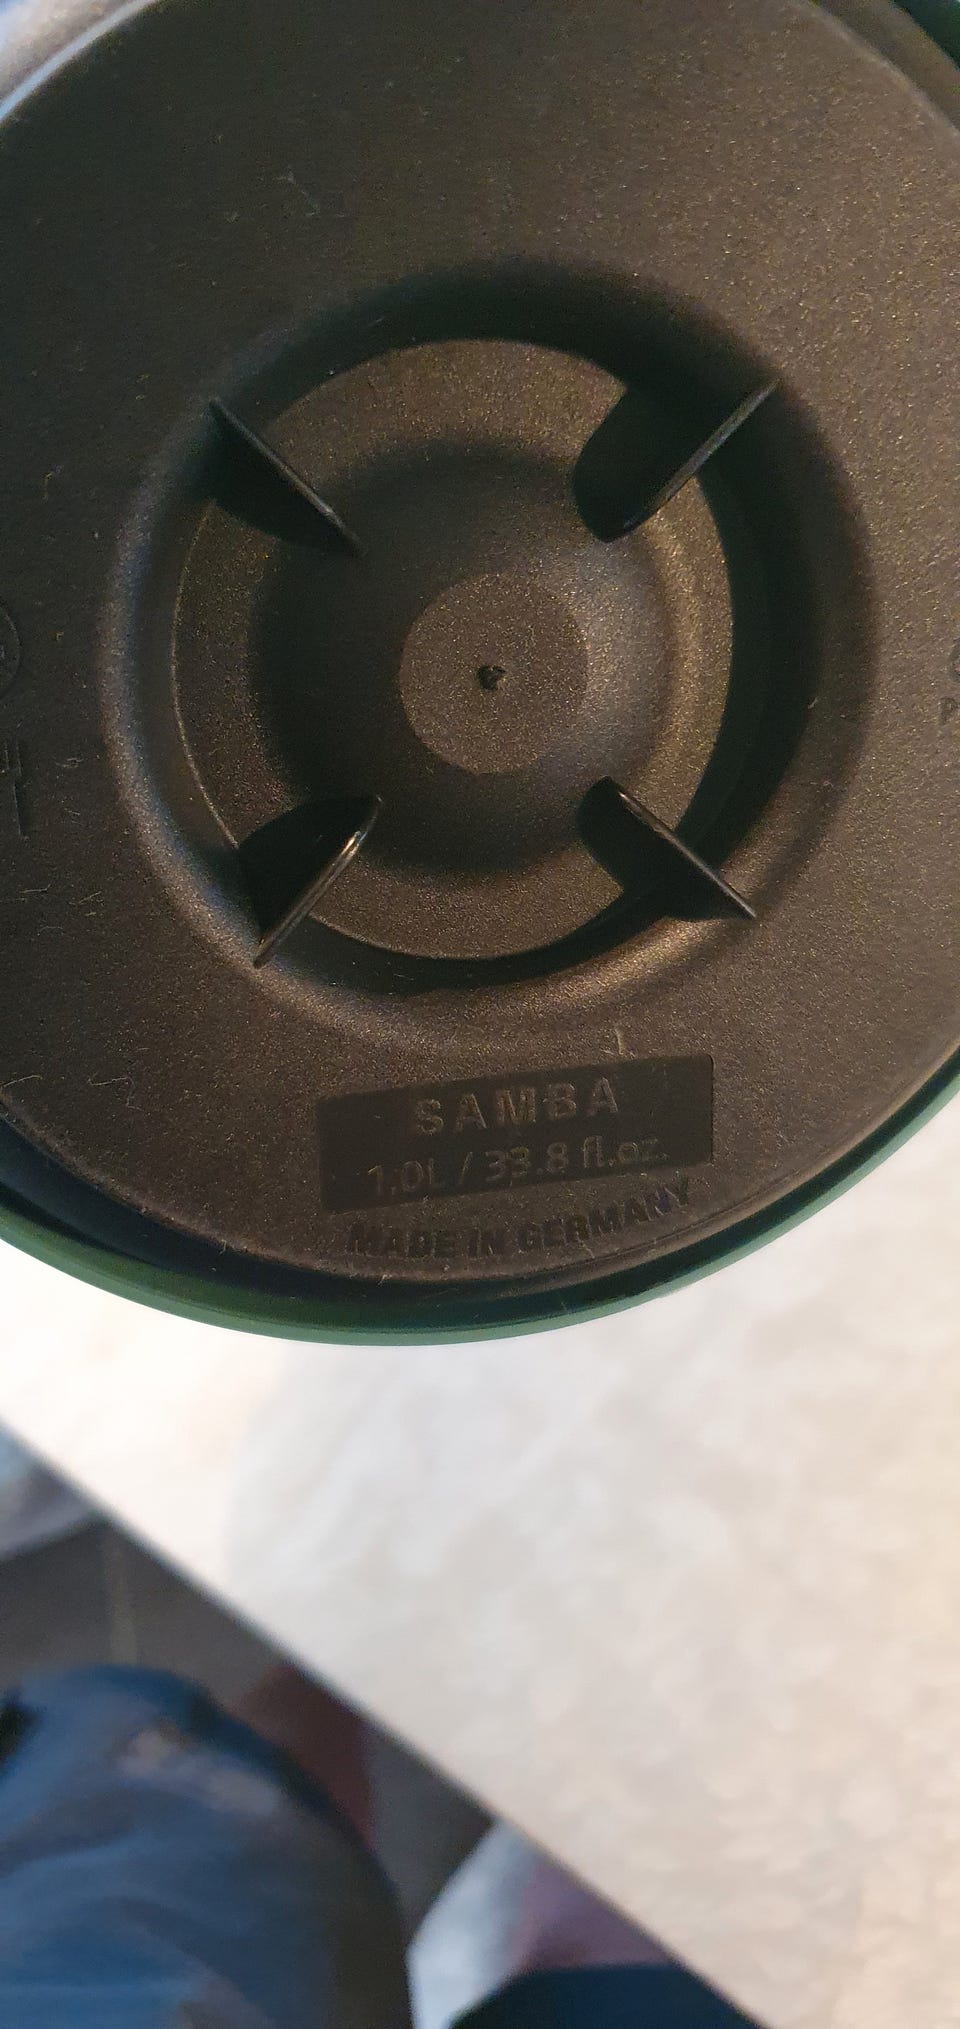 SAMBA
1.0L / 33.8 fl.oz.
MADE IN GERMANY